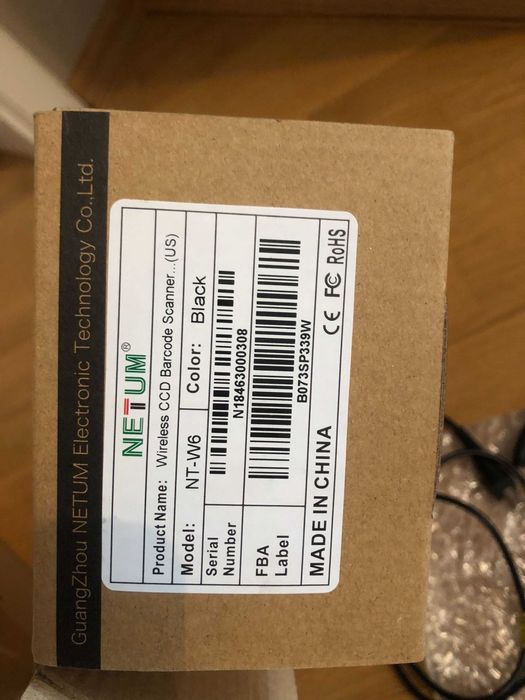 GuangZhou NETUM Electronic Technology Co.,Ltd.
NETUM®
Product Name: Wireless CCD Barcode Scanner...(US)
Model: NT-W6 Color: Black
Serial Number
N18463000308
FBA Label
B073SP339W
MADE IN CHINA CE FC RoHS